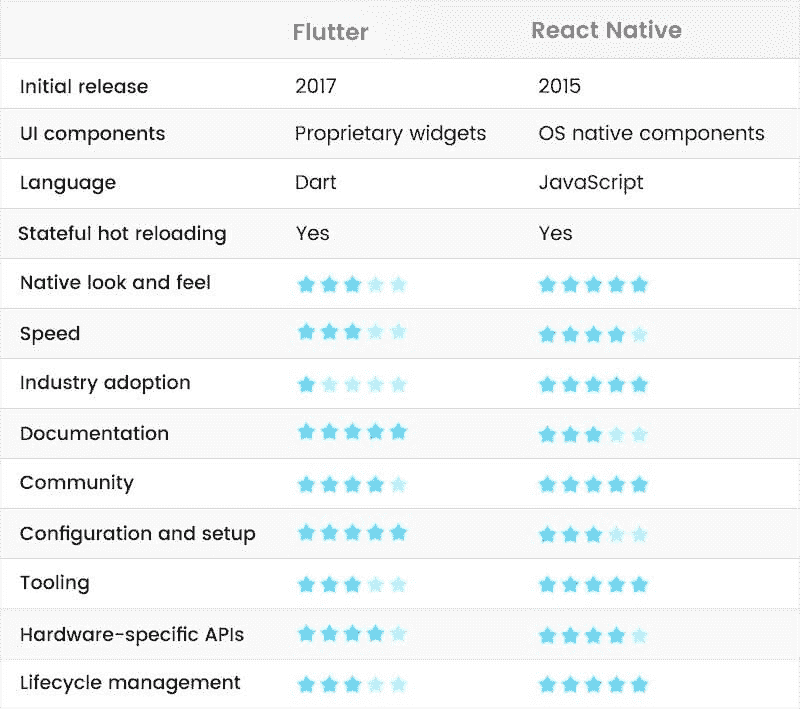 Flutter React Native
Initial release 2017 2015
UI components Proprietary widgets OS native components
Language Dart JavaScript
Stateful hot reloading Yes Yes
Native look and feel
Speed
Industry adoption
Documentation
Community
Configuration and setup
Tooling
Hardware-specific APIs
Lifecycle management